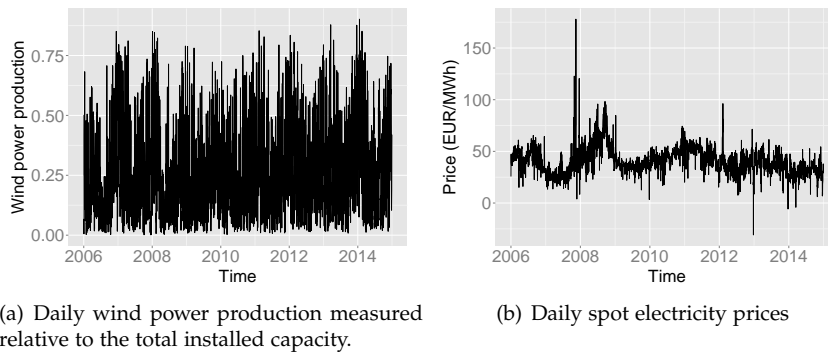 0.75
0.50
0.25
0.00
Wind power production
2006 2008 2010 2012 2014
Time
150
100
50
0
Price (EUR/MWh)
2006 2008 2010 2012 2014
Time
(a) Daily wind power production measured
relative to the total installed capacity.
(b) Daily spot electricity prices